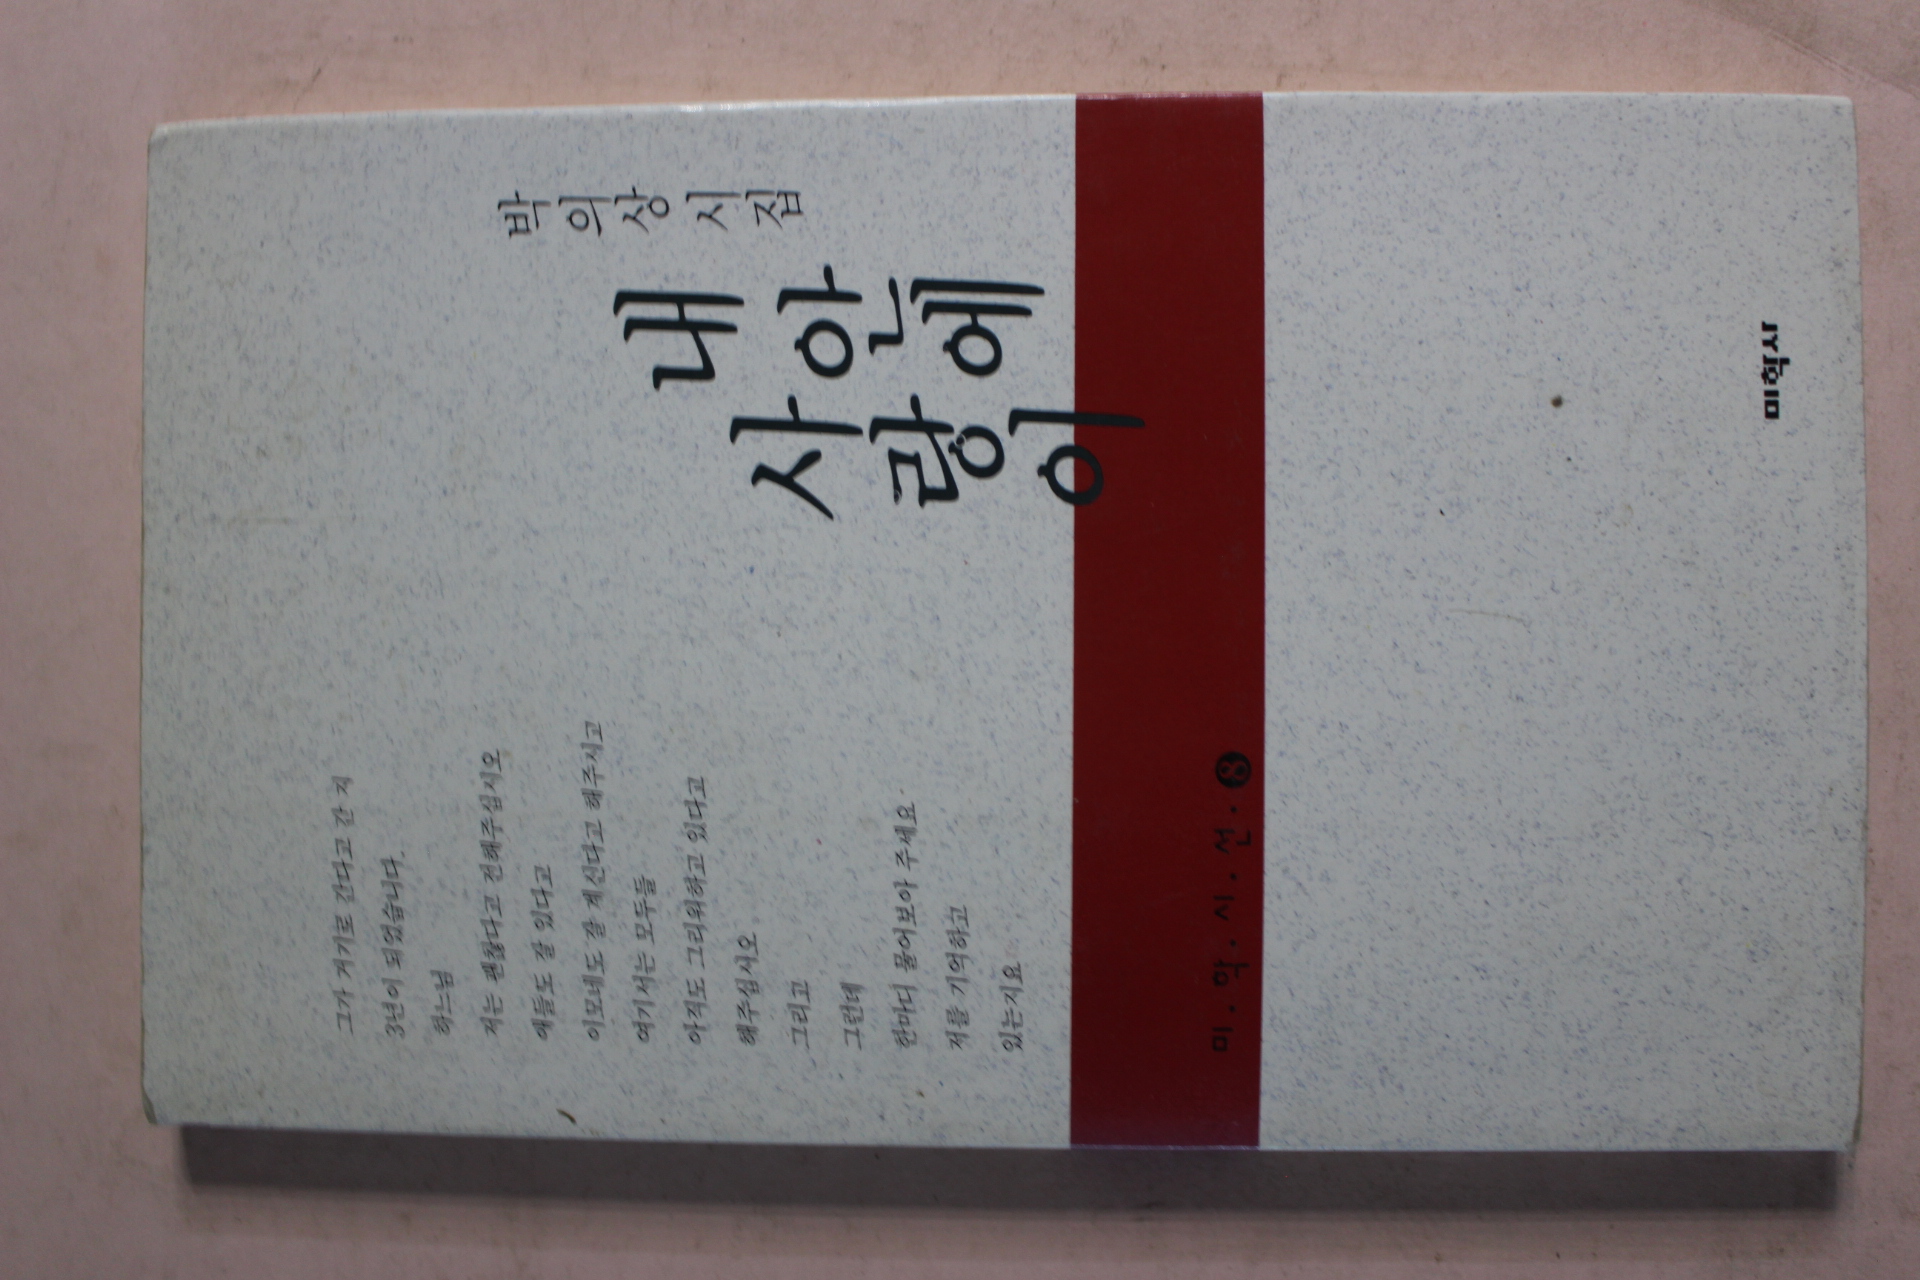 박의상 시집
내 안에
사랑이
그가 거기로 간다고 간 지
3년이 되었습니다.
하느님
저는 괜찮다고 전해주십시오
애들도 잘 있다고
이모네도 잘 계신다고 해주시고
여기서는 모두들
아직도 그리워하고 있다고
해주십시오
그리고
그런데
한마디 물어보아 주세요
저를 기억하고
있는지요
미·학·시·선·❽
미학사